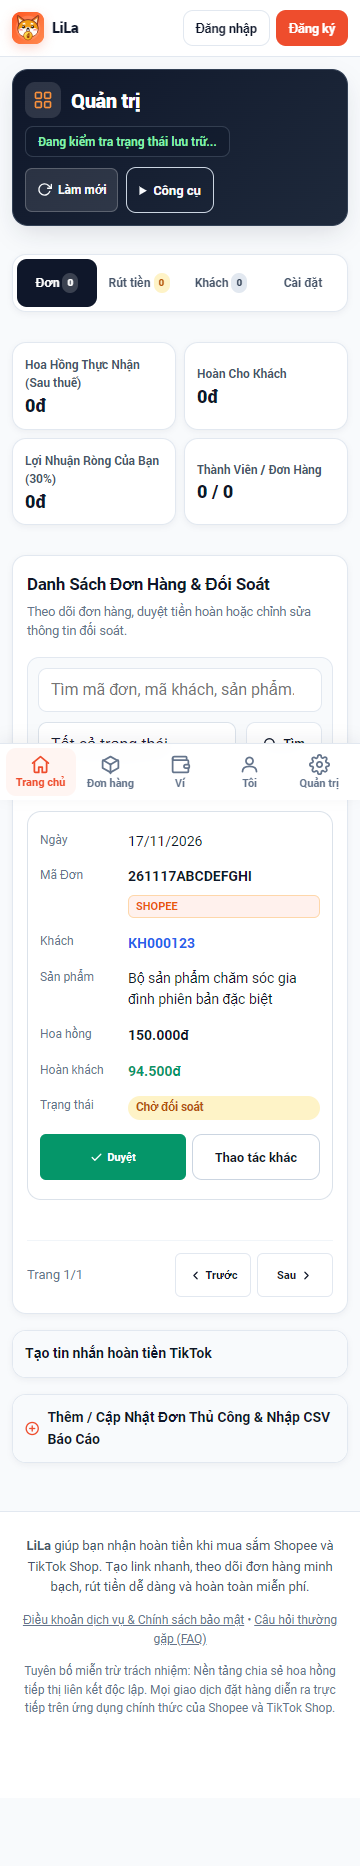 LiLa
Đăng nhập
Đăng ký
Quản trị
Đang kiểm tra trạng thái lưu trữ...
Làm mới
Công cụ
Đơn 0
Rút tiền 0
Khách 0
Cài đặt
Hoa Hồng Thực Nhận
(Sau thuế)
0đ
Hoàn Cho Khách
0đ
Lợi Nhuận Ròng Của Bạn
(30%)
0đ
Thành Viên / Đơn Hàng
0 / 0
Danh Sách Đơn Hàng & Đối Soát
Theo dõi đơn hàng, duyệt tiền hoàn hoặc chỉnh sửa
thông tin đối soát.
Tìm mã đơn, mã khách, sản phẩm.
Tất cả trạng thái
Tìm
Trang chủ
Đơn hàng
Ví
Tôi
Quản trị
Ngày
17/11/2026
Mã Đơn
261117ABCDEFGHI
SHOPEE
Khách
KH000123
Sản phẩm
Bộ sản phẩm chăm sóc gia
đình phiên bản đặc biệt
Hoa hồng
150.000đ
Hoàn khách
94.500đ
Trạng thái
Chờ đối soát
Duyệt
Thao tác khác
Trang 1/1
Trước
Sau
Tạo tin nhắn hoàn tiền TikTok
Thêm / Cập Nhật Đơn Thủ Công & Nhập CSV
Báo Cáo
LiLa giúp bạn nhận hoàn tiền khi mua sắm Shopee và
TikTok Shop. Tạo link nhanh, theo dõi đơn hàng minh
bạch, rút tiền dễ dàng và hoàn toàn miễn phí.
Điều khoản dịch vụ & Chính sách bảo mật • Câu hỏi thường
gặp (FAQ)
Tuyên bố miễn trừ trách nhiệm: Nền tảng chia sẻ hoa hồng
tiếp thị liên kết độc lập. Mọi giao dịch đặt hàng diễn ra trực
tiếp trên ứng dụng chính thức của Shopee và TikTok Shop.